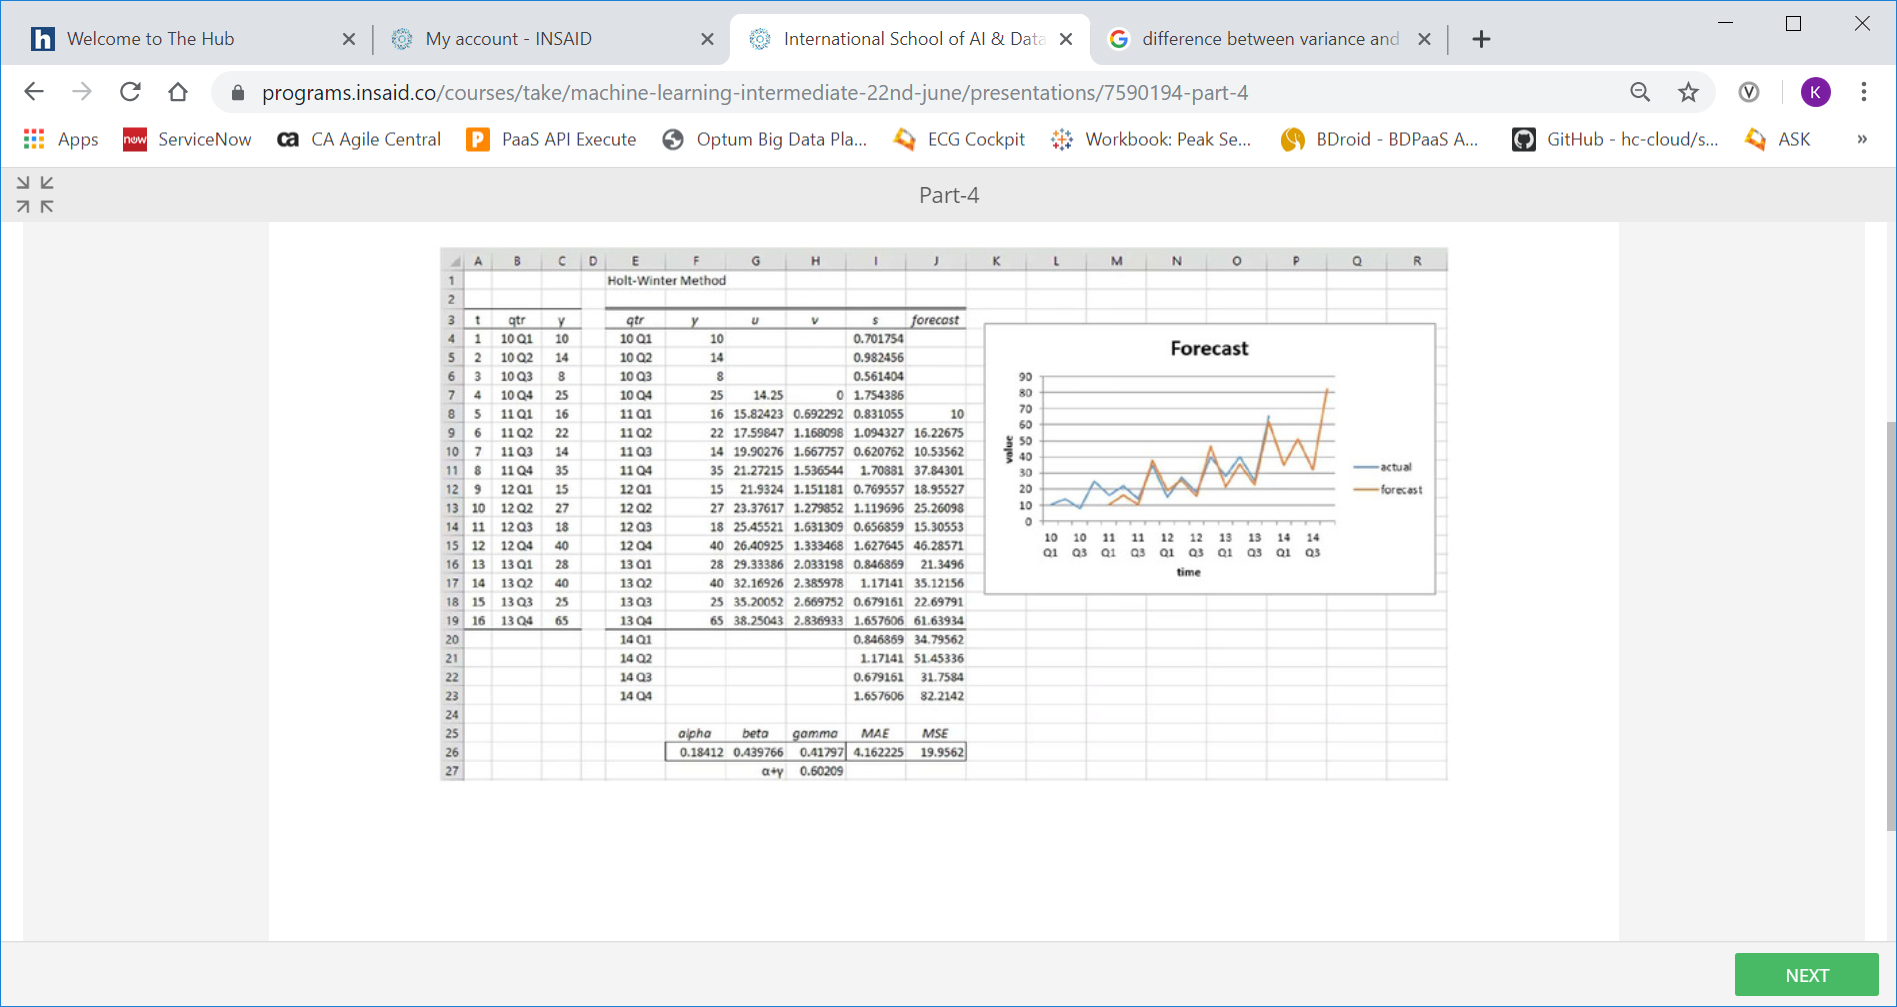 Welcome to The Hub
My account - INSAID
International School of AI & Data
difference between variance and
programs.insaid.co/courses/take/machine-learning-intermediate-22nd-june/presentations/7590194-part-4
K
Apps
now ServiceNow
ca CA Agile Central
P PaaS API Execute
Optum Big Data Pla...
ECG Cockpit
Workbook: Peak Se...
BDroid - BDPaaS A...
GitHub - hc-cloud/s...
ASK
»
Part-4
A B C D E F G H I J K L M N O P Q R
1 Holt-Winter Method
2
3 t qtr y qtr y u v s forecast
4 1 10 Q1 10 10 Q1 10 0.701754
5 2 10 Q2 14 10 Q2 14 0.982456
6 3 10 Q3 8 10 Q3 8 0.561404
7 4 10 Q4 25 10 Q4 25 14.25 0 1.754386
8 5 11 Q1 16 11 Q1 16 15.82423 0.692292 0.831055 10
9 6 11 Q2 22 11 Q2 22 17.59847 1.168098 1.094327 16.22675
10 7 11 Q3 14 11 Q3 14 19.90276 1.667757 0.620762 10.53562
11 8 11 Q4 35 11 Q4 35 21.27215 1.536544 1.70881 37.84301
12 9 12 Q1 15 12 Q1 15 21.9324 1.151181 0.769557 18.95527
13 10 12 Q2 27 12 Q2 27 23.37617 1.279852 1.119696 25.26098
14 11 12 Q3 18 12 Q3 18 25.45521 1.631309 0.656859 15.30553
15 12 12 Q4 40 12 Q4 40 26.40925 1.333468 1.627645 46.28571
16 13 13 Q1 28 13 Q1 28 29.33386 2.033198 0.846869 21.3496
17 14 13 Q2 40 13 Q2 40 32.16926 2.385978 1.17141 35.12156
18 15 13 Q3 25 13 Q3 25 35.20052 2.669752 0.679161 22.69791
19 16 13 Q4 65 13 Q4 65 38.25043 2.836933 1.657606 61.63934
20 14 Q1 0.846869 34.79562
21 14 Q2 1.17141 51.45336
22 14 Q3 0.679161 31.7584
23 14 Q4 1.657606 82.2142
24
25 alpha beta gamma MAE MSE
26 0.18412 0.439766 0.41797 4.162225 19.9562
27 α+γ 0.60209
Forecast
90
80
70
60
50
40
30
20
10
0
value
10 10 11 11 12 12 13 13 14 14
Q1 Q3 Q1 Q3 Q1 Q3 Q1 Q3 Q1 Q3
time
actual
forecast
NEXT